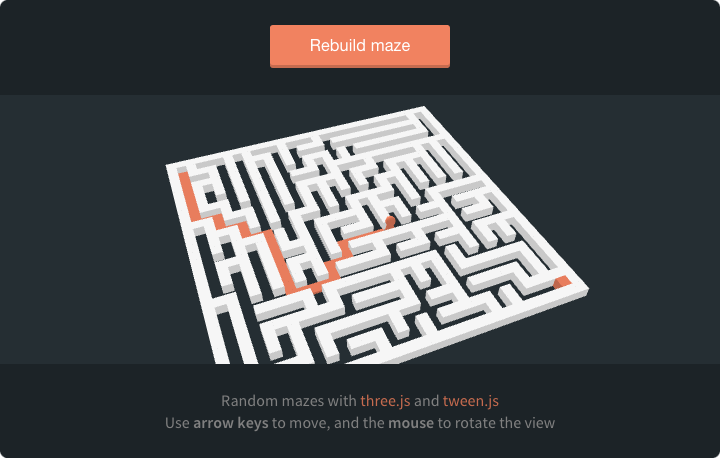 Rebuild maze
Random mazes with three.js and tween.js
Use arrow keys to move, and the mouse to rotate the view